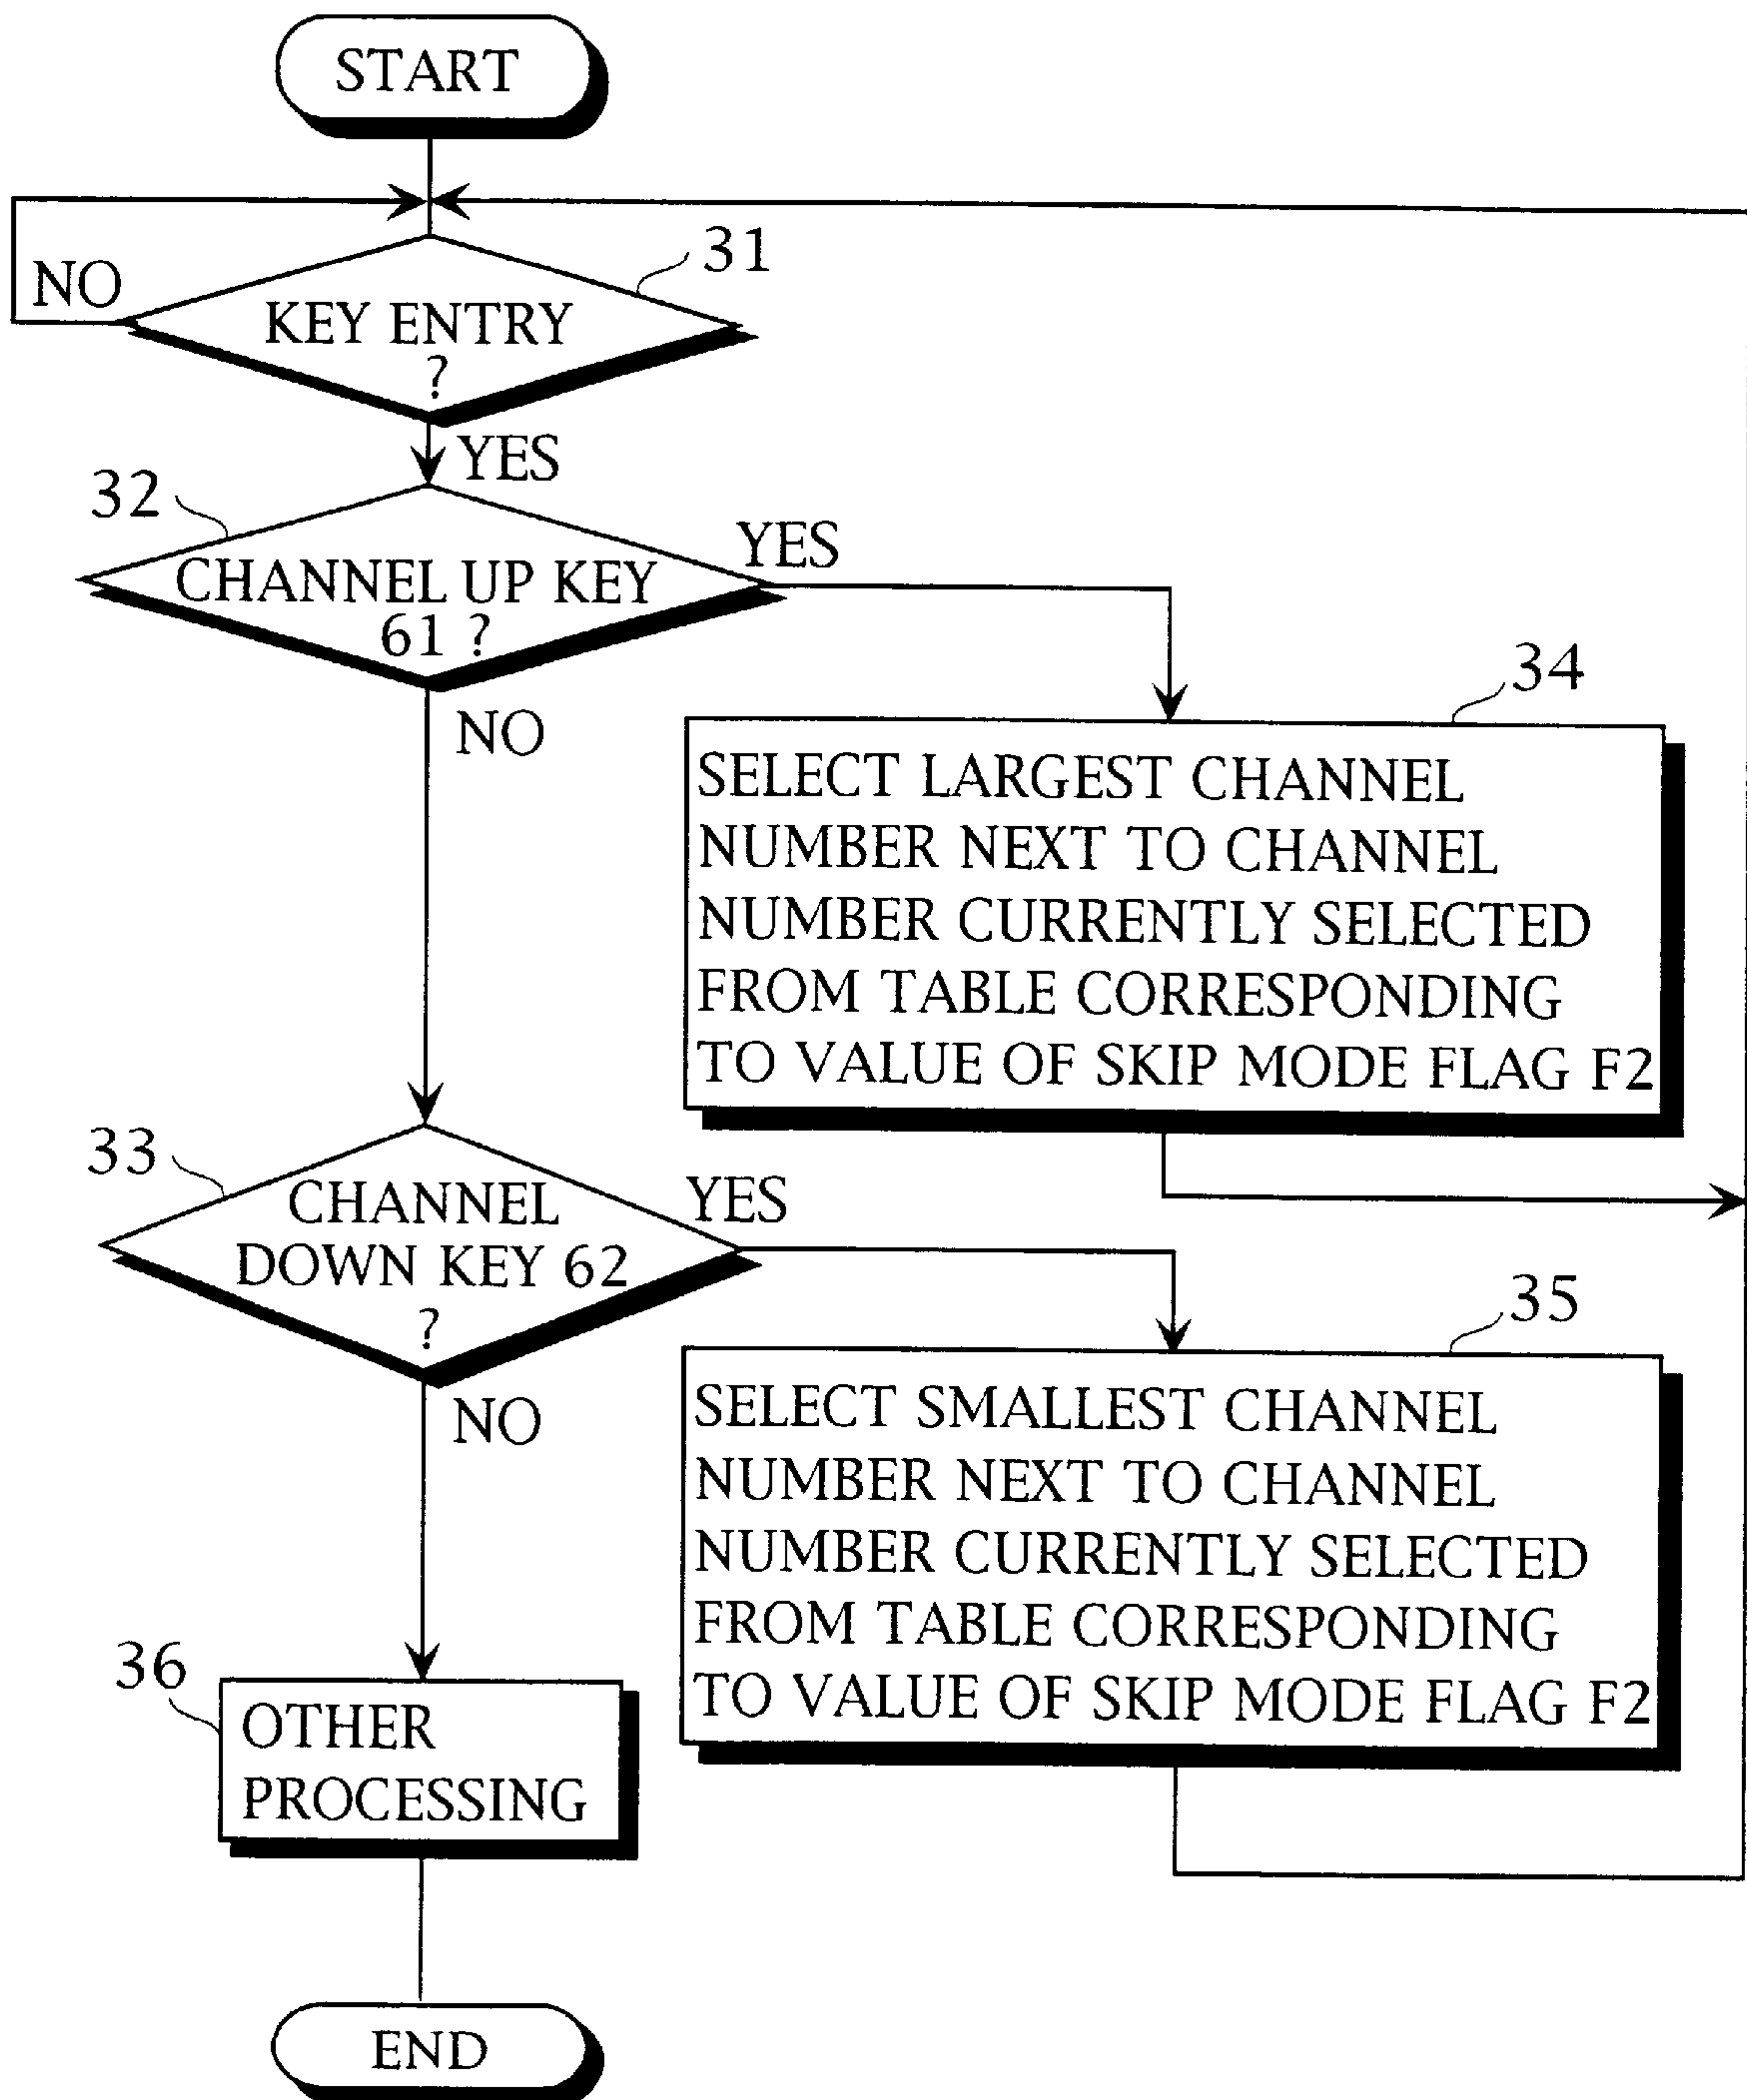 START
31
NO
KEY ENTRY
?
YES
32
YES
CHANNEL UP KEY
61 ?
NO
34
SELECT LARGEST CHANNEL
NUMBER NEXT TO CHANNEL
NUMBER CURRENTLY SELECTED
FROM TABLE CORRESPONDING
TO VALUE OF SKIP MODE FLAG F2
33
YES
CHANNEL
DOWN KEY 62
?
NO
35
SELECT SMALLEST CHANNEL
NUMBER NEXT TO CHANNEL
NUMBER CURRENTLY SELECTED
FROM TABLE CORRESPONDING
TO VALUE OF SKIP MODE FLAG F2
36
OTHER
PROCESSING
END